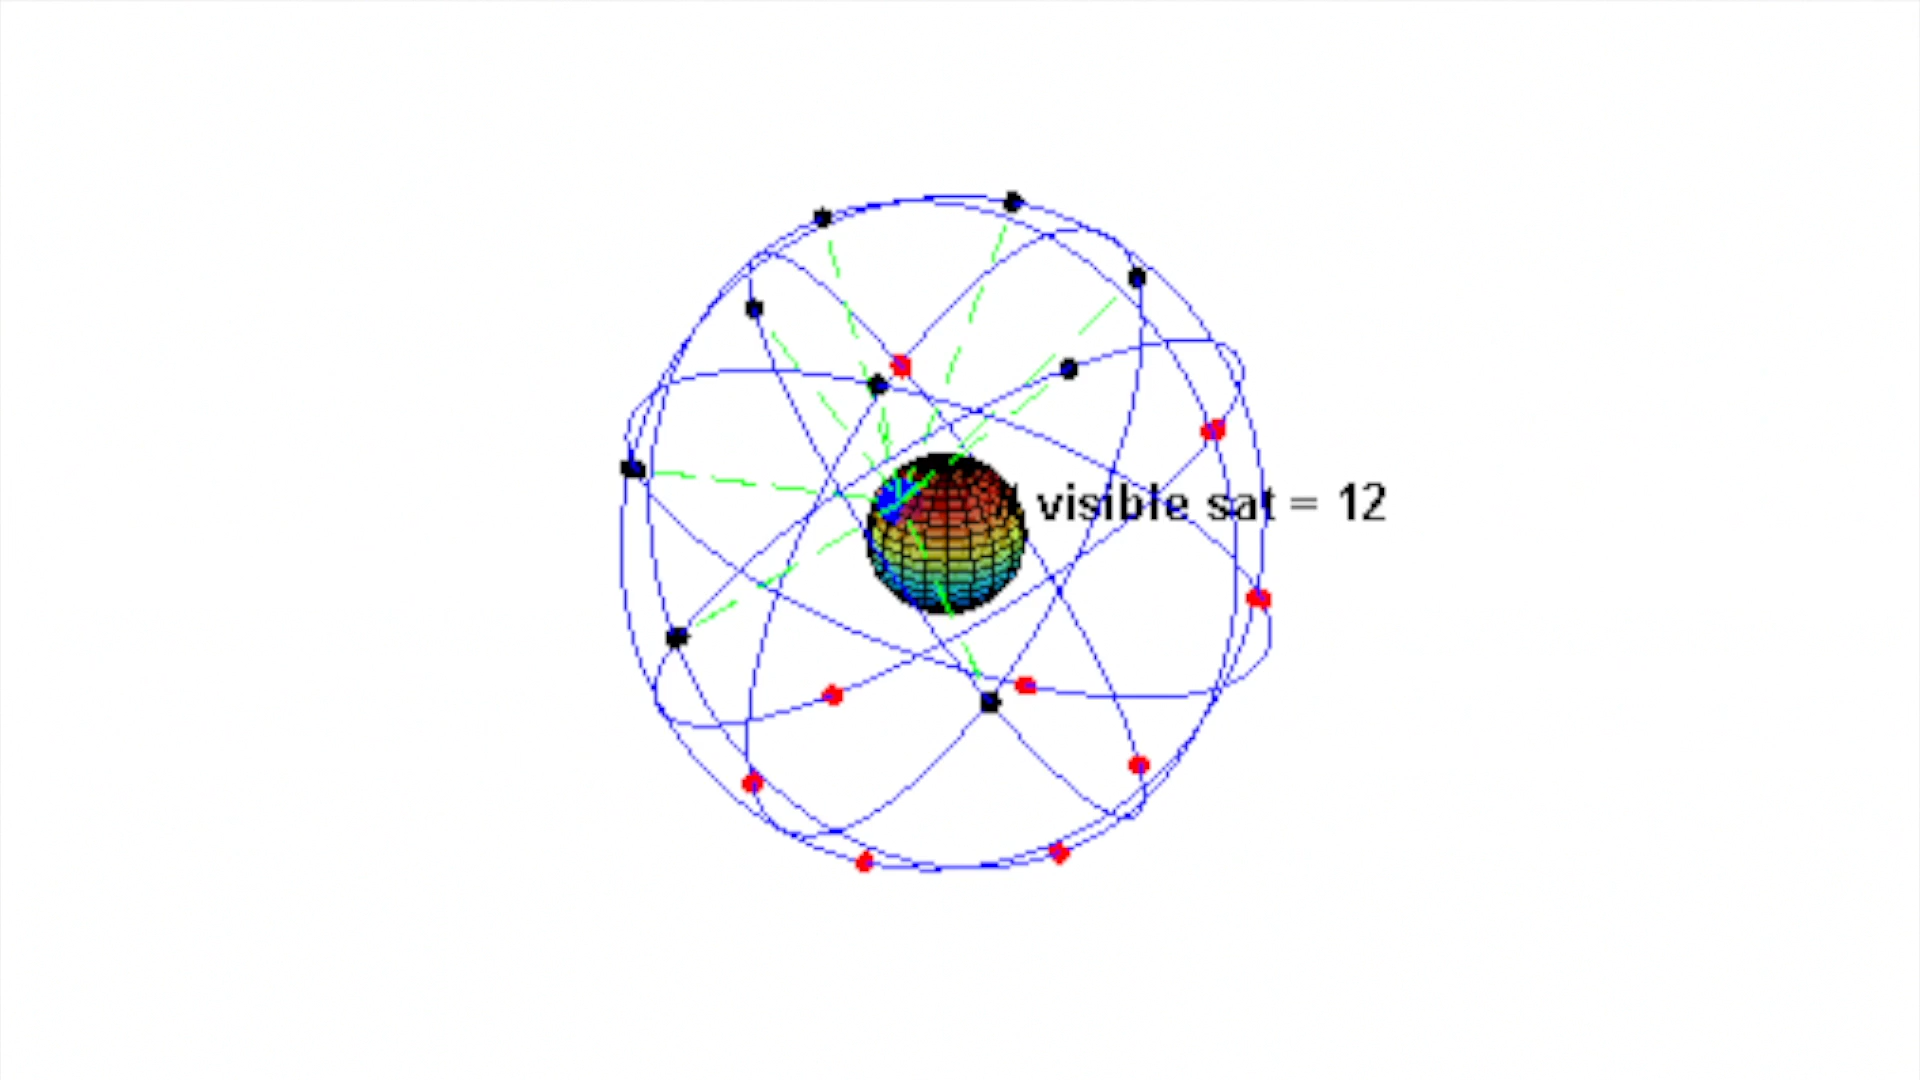 visible sat = 12